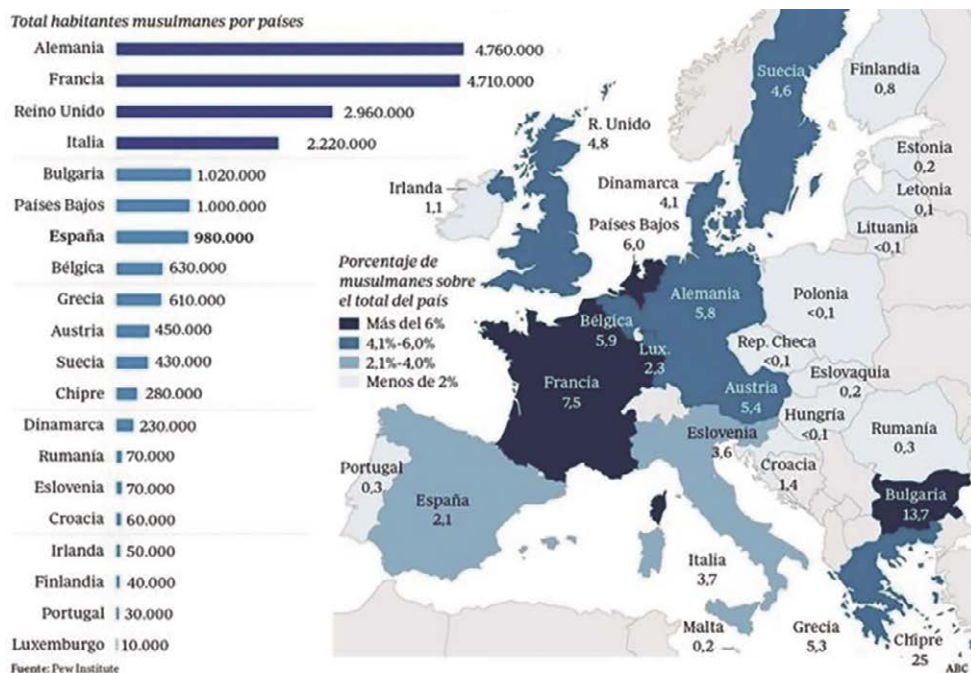 Total habitantes musulmanes por países
Alemania 4.760.000
Francia 4.710.000
Reino Unido 2.960.000
Italia 2.220.000
Bulgaria 1.020.000
Países Bajos 1.000.000
España 980.000
Bélgica 630.000
Grecia 610.000
Austria 450.000
Suecia 430.000
Chipre 280.000
Dinamarca 230.000
Rumanía 70.000
Eslovenia 70.000
Croacia 60.000
Irlanda 50.000
Finlandia 40.000
Portugal 30.000
Luxemburgo 10.000
Fuente: Pew Institute
Porcentaje de
musulmanes sobre
el total del país
Más del 6%
4,1%-6,0%
2,1%-4,0%
Menos de 2%
Suecia
4,6
Finlandia
0,8
R. Unido
4,8
Estonia
0,2
Irlanda
1,1
Dinamarca
4,1
Letonia
0,1
Países Bajos
6,0
Lituania
<0,1
Alemania
5,8
Polonia
<0,1
Bélgica
5,9
Lux.
2,3
Rep. Checa
<0,1
Eslovaquia
0,2
Francia
7,5
Austria
5,4
Hungría
<0,1
Rumanía
0,3
Eslovenia
3,6
Croacia
1,4
Portugal
0,3
España
2,1
Bulgaria
13,7
Italia
3,7
Malta
0,2
Grecia
5,3
Chipre
25
ABC